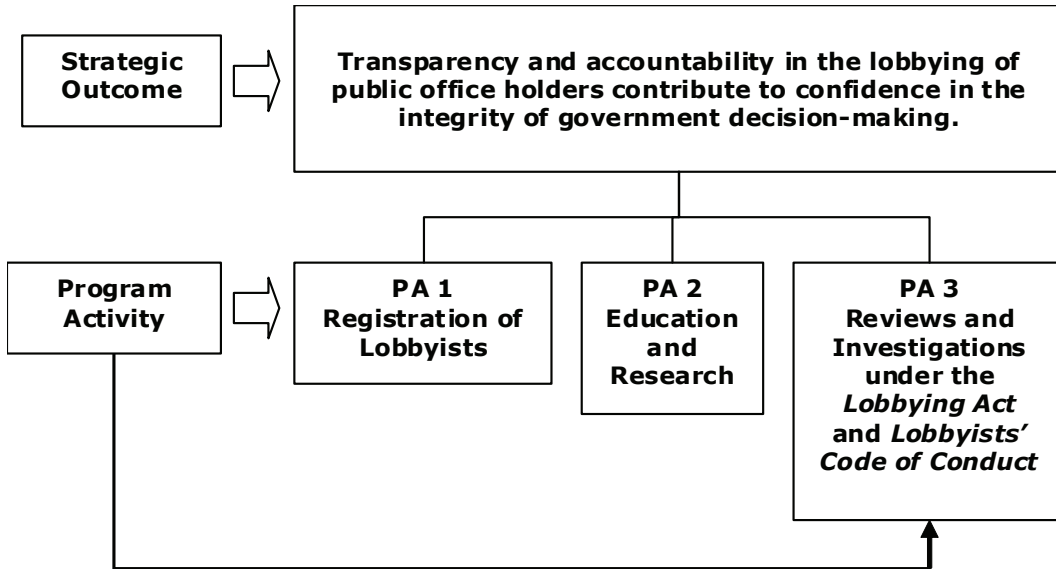 Strategic
Outcome
Transparency and accountability in the lobbying of
public office holders contribute to confidence in the
integrity of government decision-making.
Program
Activity
PA 1
Registration of
Lobbyists
PA 2
Education
and
Research
PA 3
Reviews and
Investigations
under the
Lobbying Act
and Lobbyists’
Code of Conduct